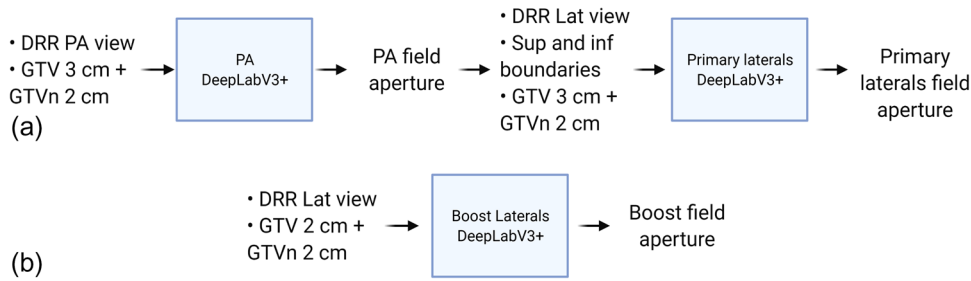 • DRR PA view
• GTV 3 cm +
GTVn 2 cm
PA
DeepLabV3+
PA field
aperture
• DRR Lat view
• Sup and inf
boundaries
• GTV 3 cm +
GTVn 2 cm
Primary laterals
DeepLabV3+
Primary
laterals field
aperture
(a)
• DRR Lat view
• GTV 2 cm +
GTVn 2 cm
Boost Laterals
DeepLabV3+
Boost field
aperture
(b)